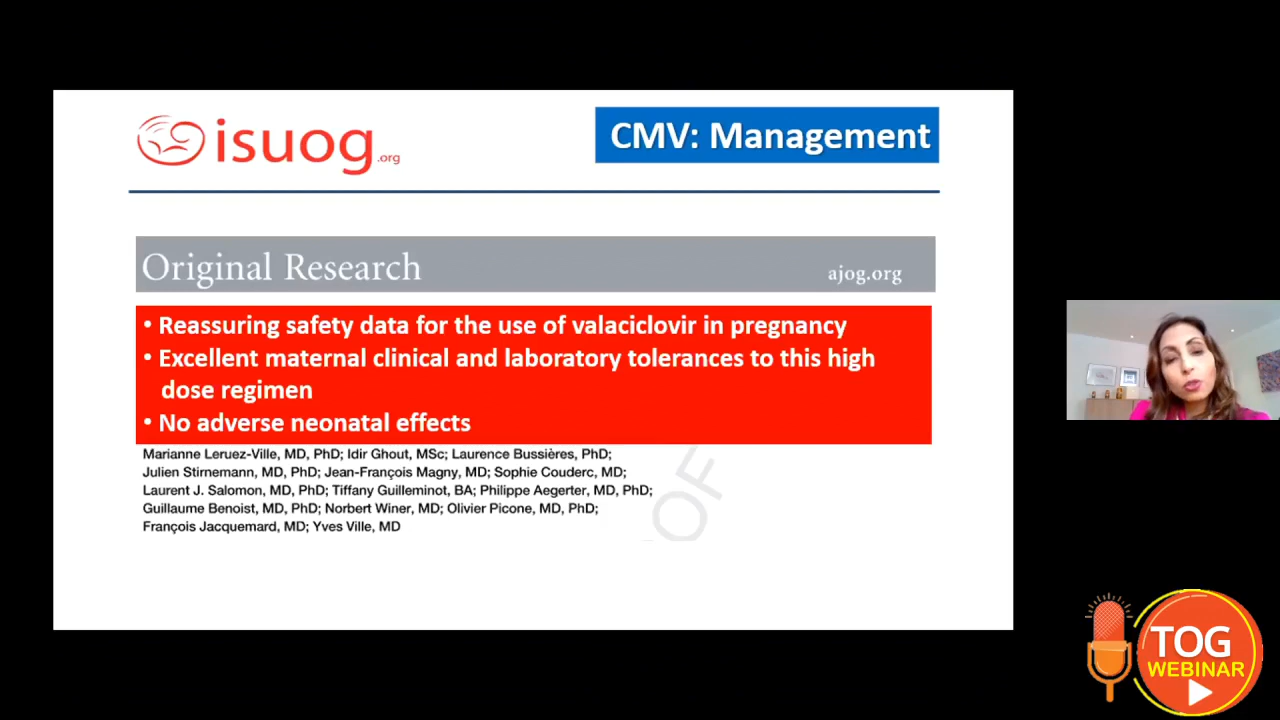 isuog.org
CMV: Management
Original Research
ajog.org
• Reassuring safety data for the use of valaciclovir in pregnancy
• Excellent maternal clinical and laboratory tolerances to this high
dose regimen
• No adverse neonatal effects
Marianne Leruez-Ville, MD, PhD; Idir Ghout, MSc; Laurence Bussières, PhD;
Julien Stirnemann, MD, PhD; Jean-François Magny, MD; Sophie Couderc, MD;
Laurent J. Salomon, MD, PhD; Tiffany Guilleminot, BA; Philippe Aegerter, MD, PhD;
Guillaume Benoist, MD, PhD; Norbert Winer, MD; Olivier Picone, MD, PhD;
François Jacquemard, MD; Yves Ville, MD
OF
TOG
WEBINAR